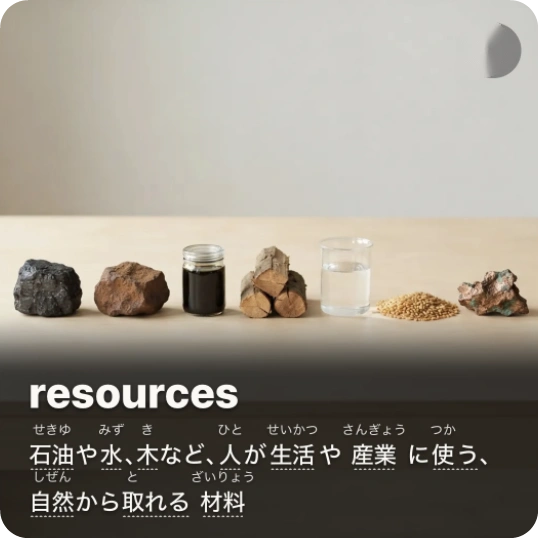 resources
せきゆ みず き ひと せいかつ さんぎょう つか
石油や水、木など、人が生活や産業に使う、
しぜん と ざいりょう
自然から取れる材料